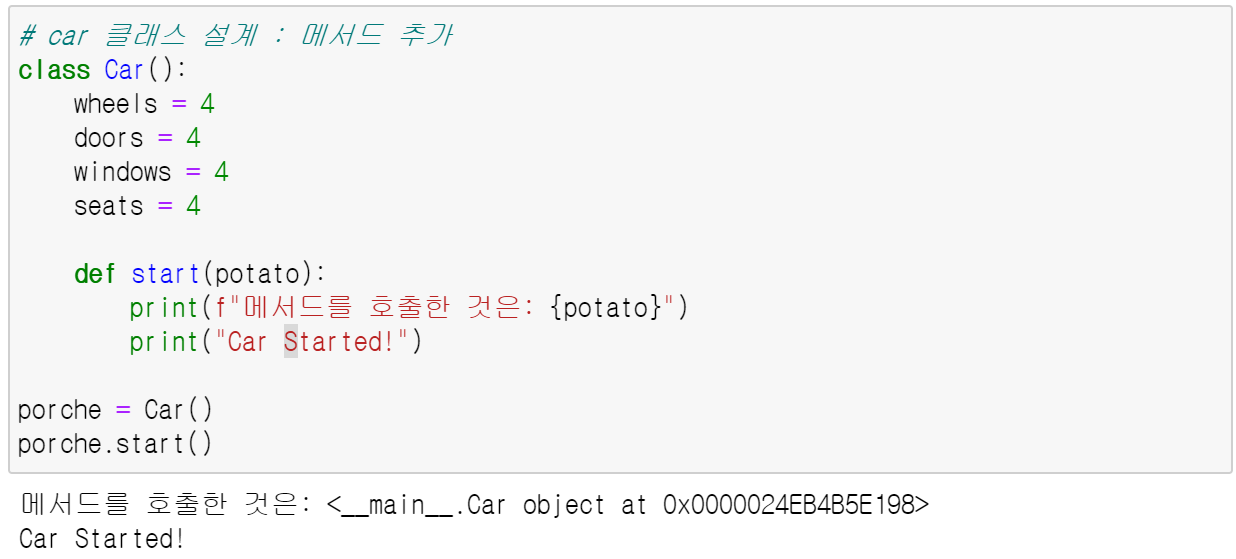 # car 클래스 설계 : 메서드 추가
class Car():
    wheels = 4
    doors = 4
    windows = 4
    seats = 4
    def start(potato):
        print(f"메서드를 호출한 것은: {potato}")
        print("Car Started!")
porche = Car()
porche.start()
메서드를 호출한 것은: <__main__.Car object at 0x0000024EB4B5E198>
Car Started!